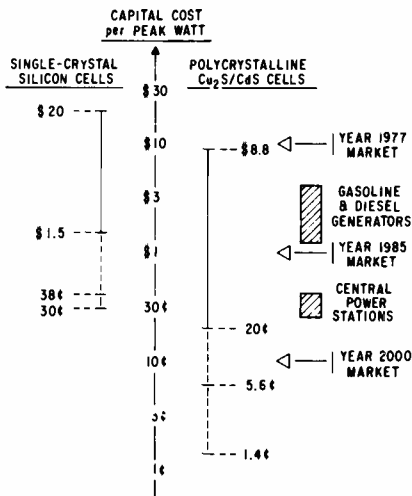 CAPITAL COST
per PEAK WATT
SINGLE-CRYSTAL
SILICON CELLS
POLYCRYSTALLINE
Cu2S/CdS CELLS
$30
$20
$10
$8.8
YEAR 1977
MARKET
$3
GASOLINE
& DIESEL
GENERATORS
$1.5
$1
YEAR 1985
MARKET
38¢
30¢
30¢
CENTRAL
POWER
STATIONS
20¢
10¢
YEAR 2000
MARKET
5.6¢
1.4¢
1¢